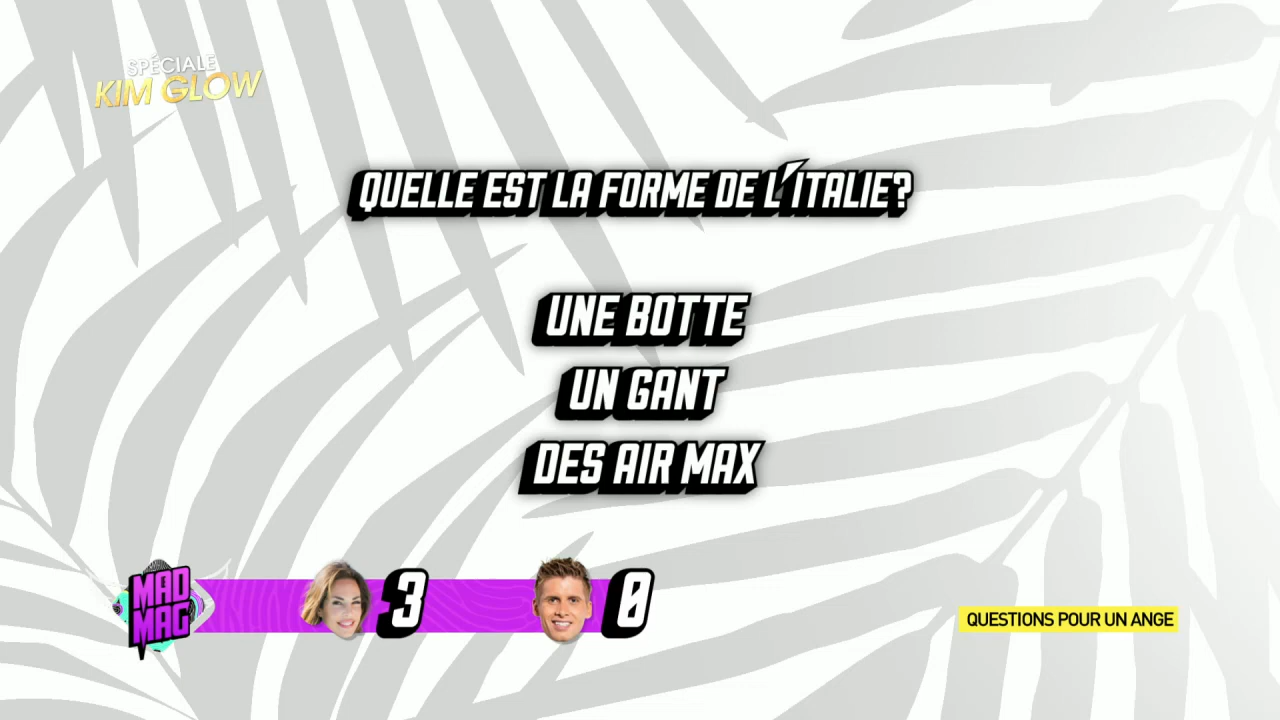 SPÉCIALE
KIM GLOW
QUELLE EST LA FORME DE L'ITALIE?
UNE BOTTE
UN GANT
DES AIR MAX
MAD
MAG
3
0
QUESTIONS POUR UN ANGE